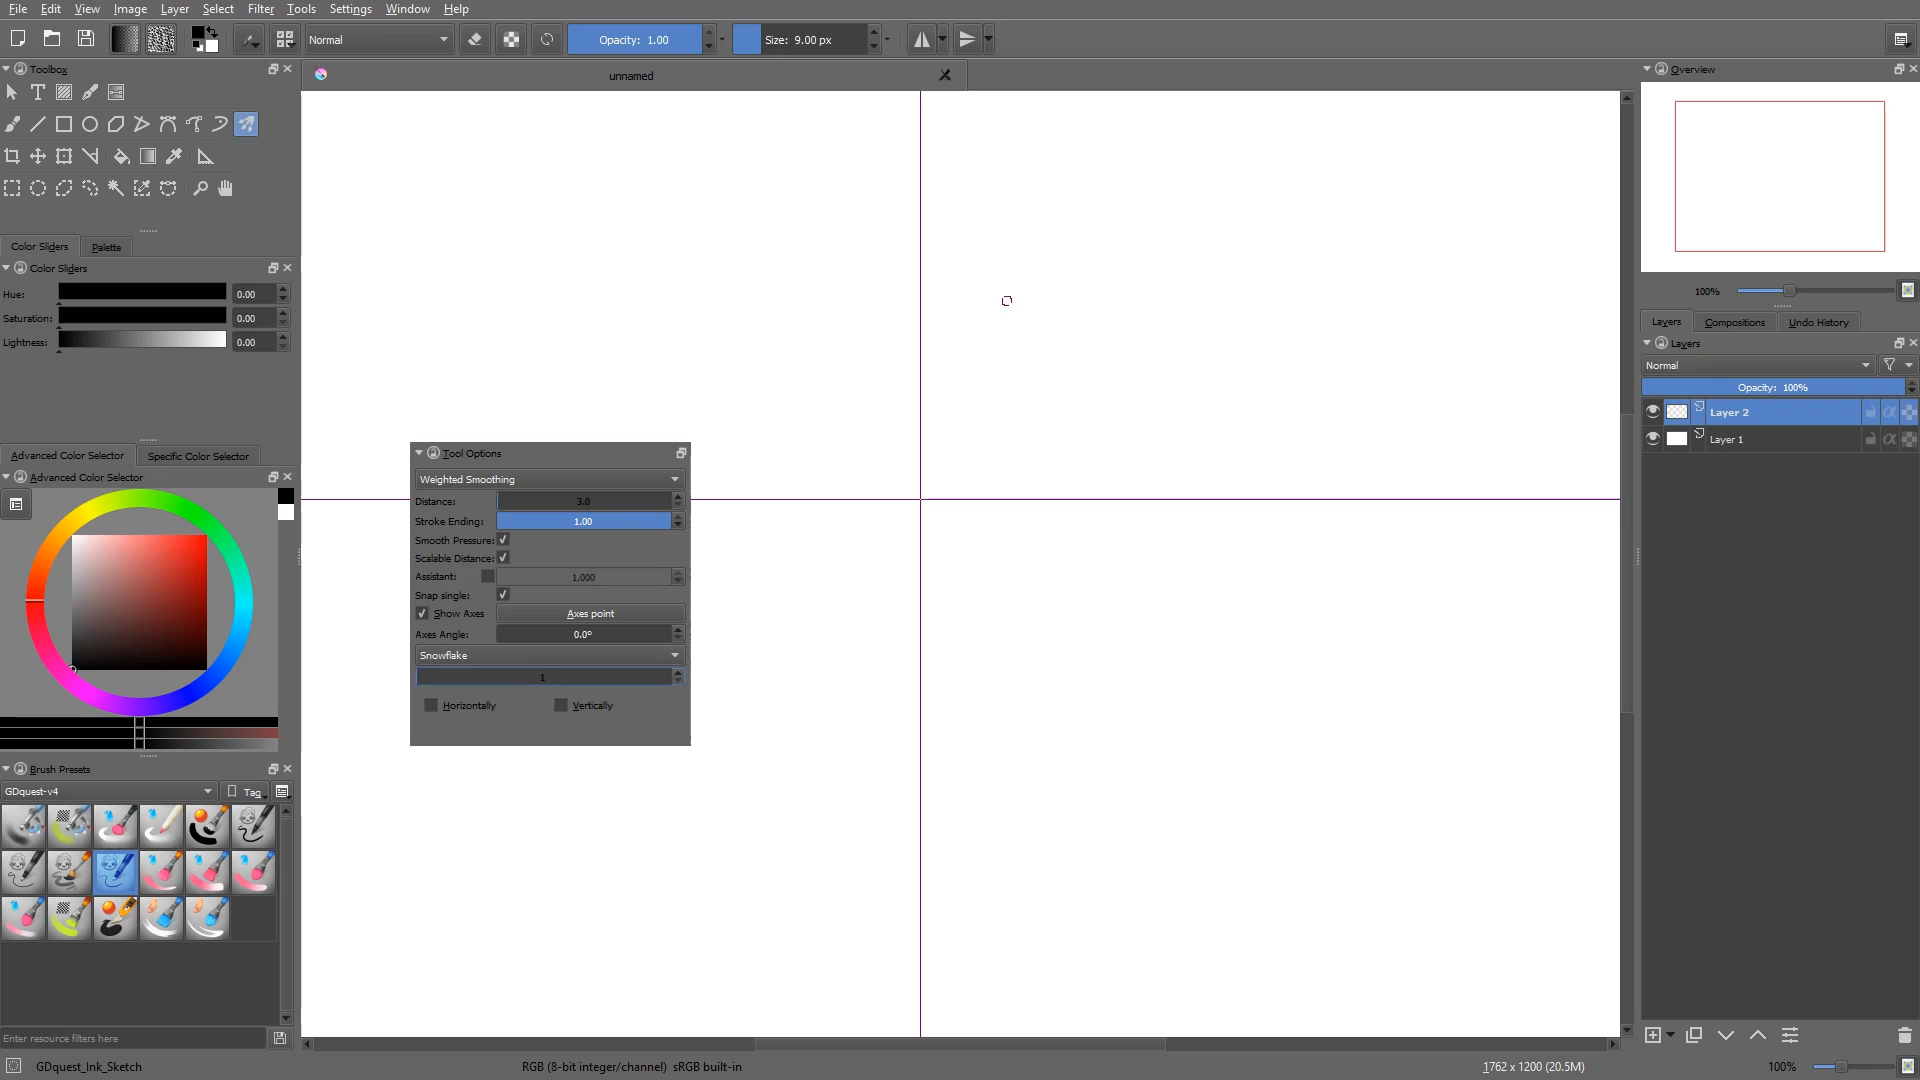 File Edit View Image Layer Select Filter Tools Settings Window Help
Normal Opacity: 1.00 Size: 9.00 px
Toolbox
unnamed
Overview
Color Sliders Palette
Color Sliders
Hue: 0.00
Saturation: 0.00
Lightness: 0.00
100%
Layers Compositions Undo History
Layers
Normal
Opacity: 100%
Layer 2
Layer 1
Advanced Color Selector Specific Color Selector
Advanced Color Selector
Tool Options
Weighted Smoothing
Distance: 3.0
Stroke Ending: 1.00
Smooth Pressure:
Scalable Distance:
Assistant: 1,000
Snap single:
Show Axes Axes point
Axes Angle: 0.0°
Snowflake
1
Horizontally Vertically
Brush Presets
GDquest-v4 Tag
Enter resource filters here
GDquest_Ink_Sketch RGB (8-bit integer/channel) sRGB built-in 1762 x 1200 (20.5M) 100%